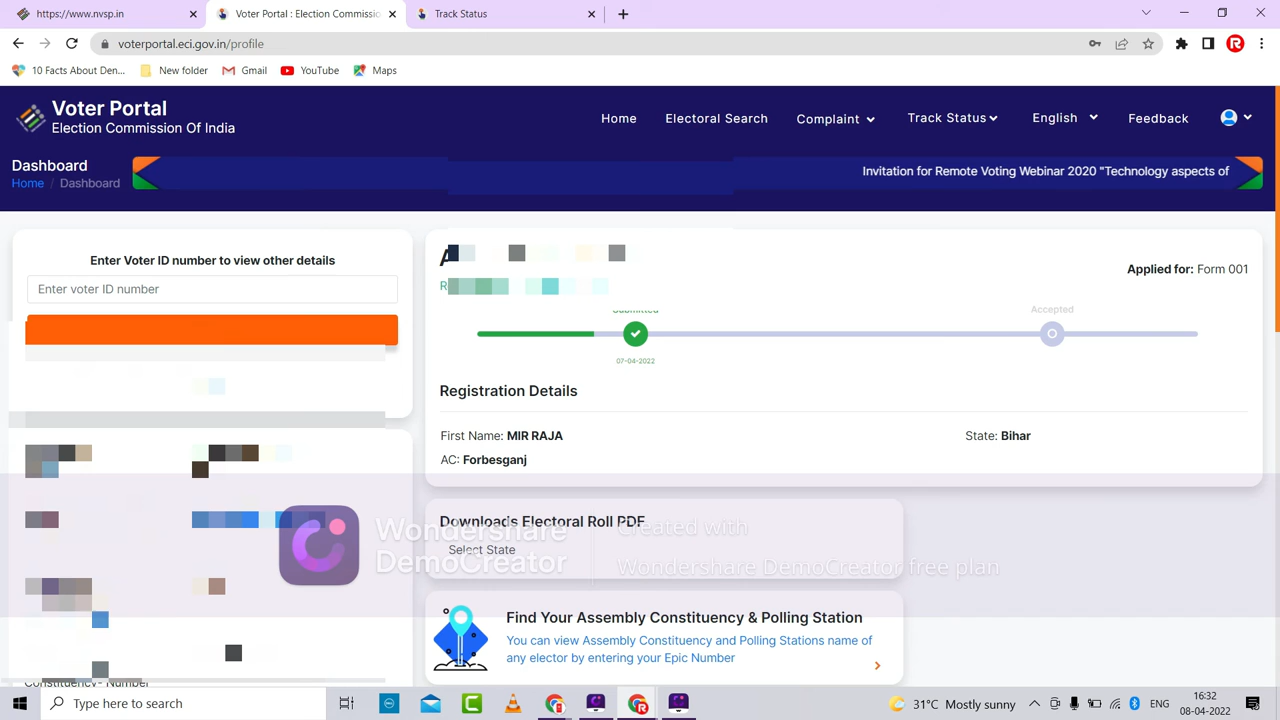 https://www.nvsp.in
Voter Portal : Election Commissio
Track Status
voterportal.eci.gov.in/profile
10 Facts About Den...
New folder
Gmail
YouTube
Maps
Voter Portal
Election Commission Of India
Home
Electoral Search
Complaint
Track Status
English
Feedback
Dashboard
Home / Dashboard
Invitation for Remote Voting Webinar 2020 "Technology aspects of
Enter Voter ID number to view other details
Enter voter ID number
Applied for: Form 001
Submitted
Accepted
07-04-2022
Registration Details
First Name: MIR RAJA
State: Bihar
AC: Forbesganj
Downloads Electoral Roll PDF
Select State
Wondershare
DemoCreator
Created with
Wondershare DemoCreator free plan
Find Your Assembly Constituency & Polling Station
You can view Assembly Constituency and Polling Stations name of
any elector by entering your Epic Number
Constituency- Number
Type here to search
31°C Mostly sunny
ENG
16:32
08-04-2022